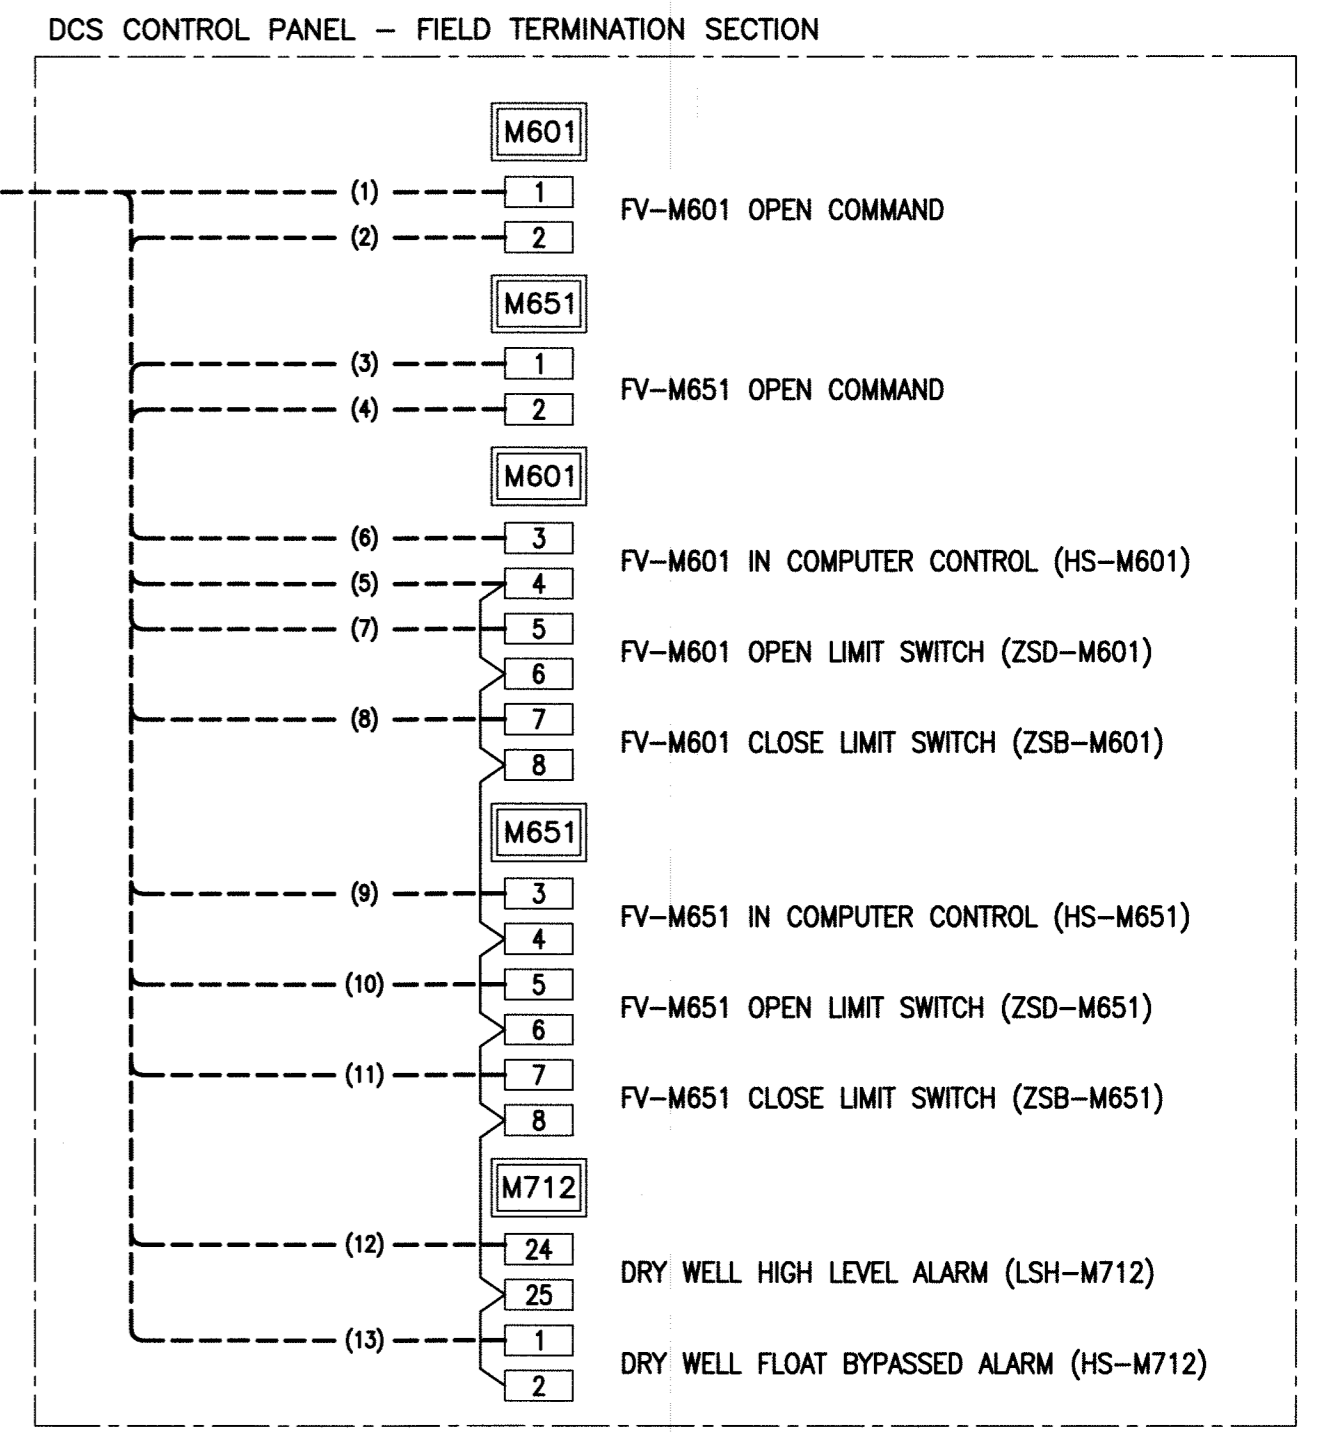 DCS CONTROL PANEL – FIELD TERMINATION SECTION
M601
(1) 1
FV–M601 OPEN COMMAND
(2) 2
M651
(3) 1
FV–M651 OPEN COMMAND
(4) 2
M601
(6) 3
FV–M601 IN COMPUTER CONTROL (HS–M601)
(5) 4
(7) 5
FV–M601 OPEN LIMIT SWITCH (ZSD–M601)
6
(8) 7
FV–M601 CLOSE LIMIT SWITCH (ZSB–M601)
8
M651
(9) 3
FV–M651 IN COMPUTER CONTROL (HS–M651)
4
(10) 5
FV–M651 OPEN LIMIT SWITCH (ZSD–M651)
6
(11) 7
FV–M651 CLOSE LIMIT SWITCH (ZSB–M651)
8
M712
(12) 24
DRY WELL HIGH LEVEL ALARM (LSH–M712)
25
(13) 1
DRY WELL FLOAT BYPASSED ALARM (HS–M712)
2